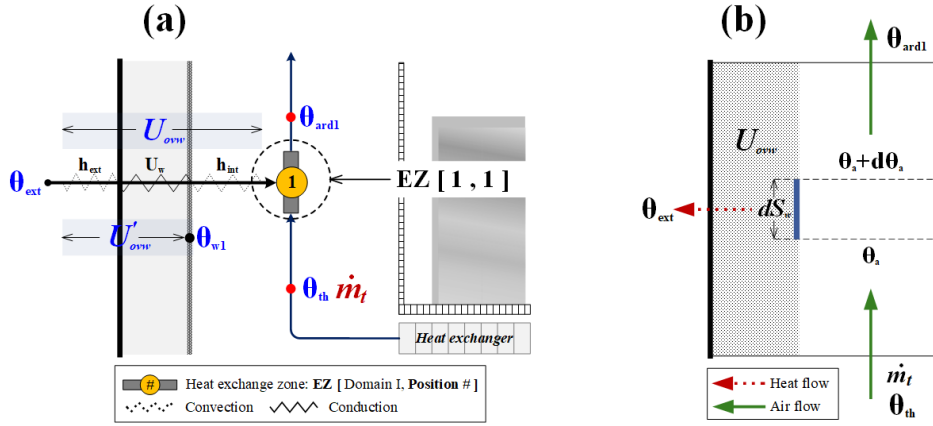 (a)
θard1
Uovw
hext Uw hint
θext
1
EZ [ 1 , 1 ]
U′ovw
θw1
θth ṁt
Heat exchanger
# Heat exchange zone: EZ [ Domain I, Position # ]
Convection Conduction
(b)
θard1
Uovw
θa+dθa
θext
dSw
θa
Heat flow
Air flow
ṁt
θth